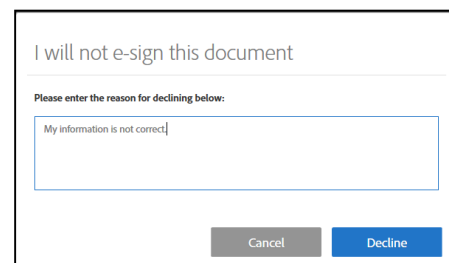 I will not e-sign this document
Please enter the reason for declining below:
My information is not correct.
Cancel Decline